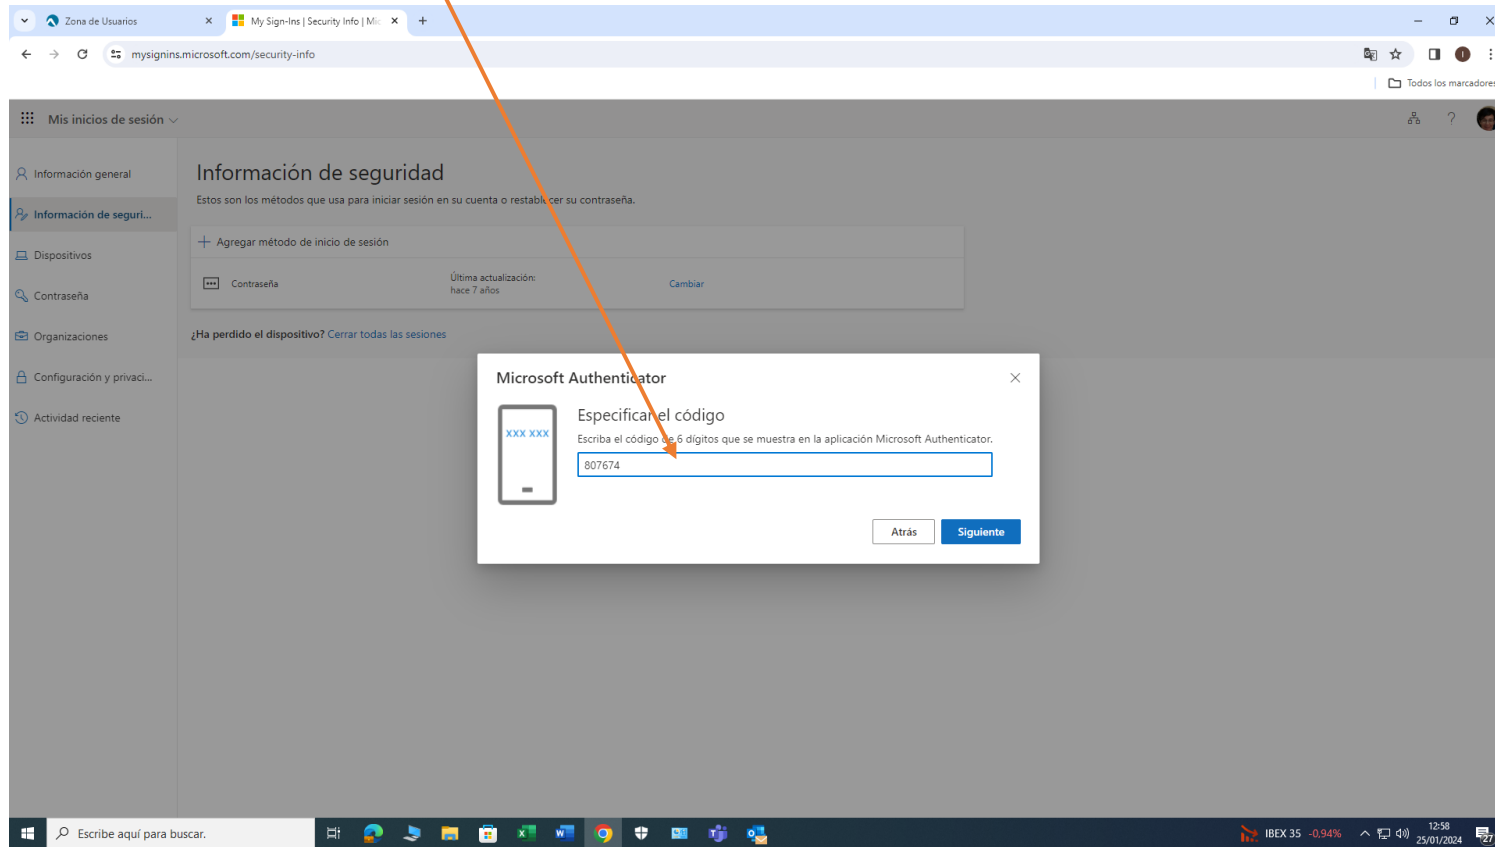 Zona de Usuarios
My Sign-Ins | Security Info | Mic
mysignins.microsoft.com/security-info
Todos los marcadores
Mis inicios de sesión
?
Información general
Información de seguri...
Dispositivos
Contraseña
Organizaciones
Configuración y privaci...
Actividad reciente
Información de seguridad
Estos son los métodos que usa para iniciar sesión en su cuenta o restablecer su contraseña.
+ Agregar método de inicio de sesión
Contraseña
Última actualización:
hace 7 años
Cambiar
¿Ha perdido el dispositivo? Cerrar todas las sesiones
Microsoft Authenticator
xxx xxx
Especificar el código
Escriba el código de 6 dígitos que se muestra en la aplicación Microsoft Authenticator.
807674
Atrás
Siguiente
Escribe aquí para buscar.
IBEX 35 -0,94%
12:58
25/01/2024
27